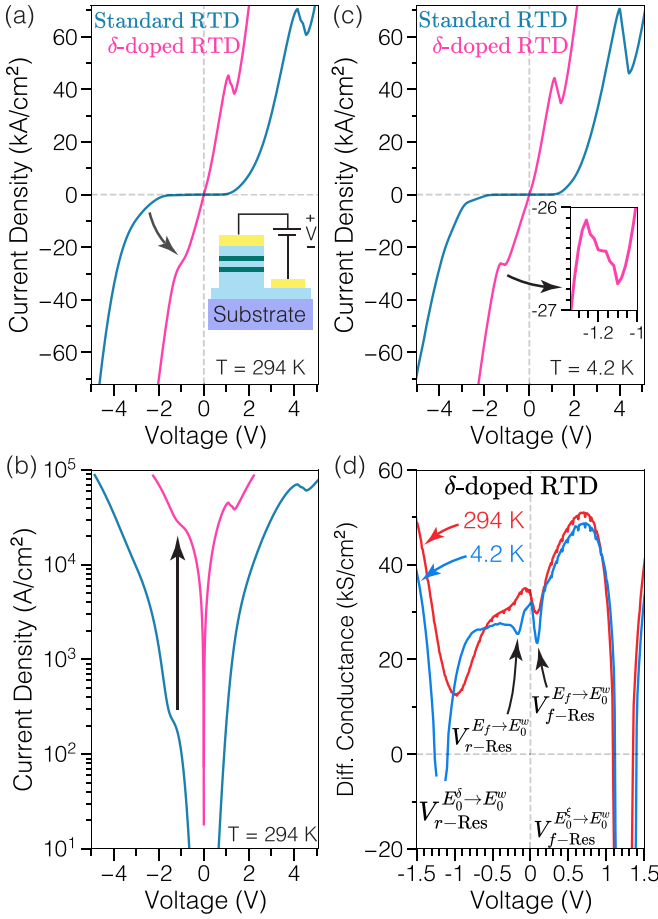 (a)
Standard RTD
δ-doped RTD
Current Density (kA/cm²)
60
40
20
0
−20
−40
−60
−4 −2 0 2 4
Voltage (V)
+
V
−
Substrate
T = 294 K
(c)
Standard RTD
δ-doped RTD
Current Density (kA/cm²)
60
40
20
0
−20
−40
−60
−4 −2 0 2 4
Voltage (V)
-26
-27
-1.2 -1
T = 4.2 K
(b)
Current Density (A/cm²)
10⁵
10⁴
10³
10²
10¹
−4 −2 0 2 4
Voltage (V)
T = 294 K
(d)
δ-doped RTD
294 K
4.2 K
Diff. Conductance (kS/cm²)
60
40
20
0
−20
-1.5 -1 -0.5 0 0.5 1 1.5
Voltage (V)
V_{r−Res}^{E_f→E_0^w}
V_{f−Res}^{E_f→E_0^w}
V_{r−Res}^{E_0^δ→E_0^w}
V_{f−Res}^{E_0^ξ→E_0^w}